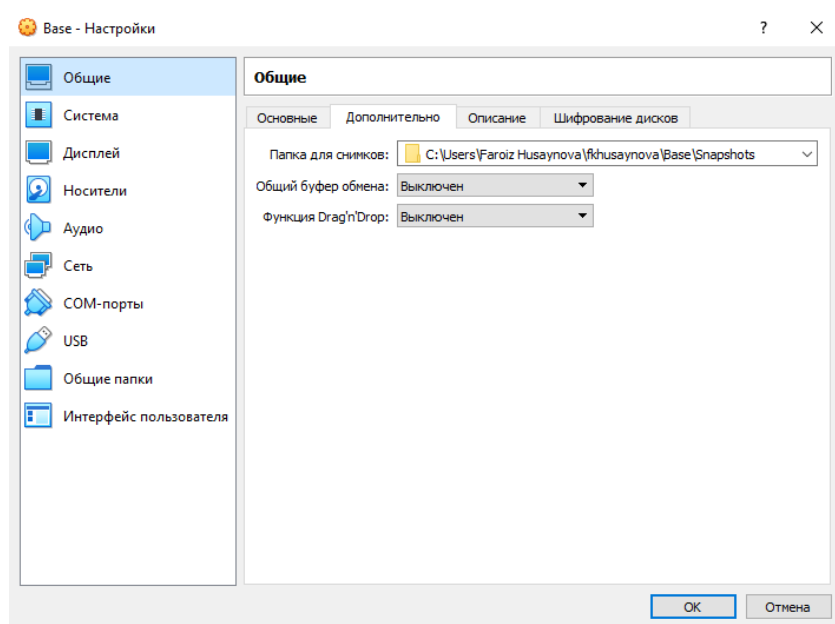 Base - Настройки
?
Общие
Система
Дисплей
Носители
Аудио
Сеть
COM-порты
USB
Общие папки
Интерфейс пользователя
Общие
Основные Дополнительно Описание Шифрование дисков
Папка для снимков: C:\Users\Faroiz Husaynova\fkhusaynova\Base\Snapshots
Общий буфер обмена: Выключен
Функция Drag'n'Drop: Выключен
OK Отмена